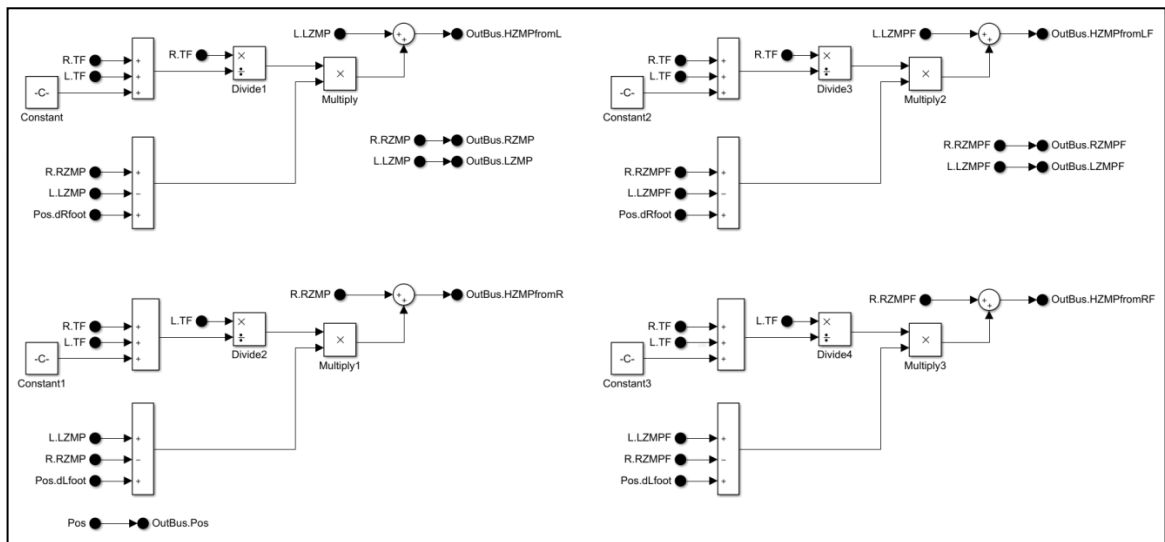 L.LZMP
OutBus.HZMPfromL
R.TF
R.TF
L.TF
-C-
Constant
×
÷
Divide1
×
Multiply
+
+
+
+
+
R.RZMP
OutBus.RZMP
L.LZMP
OutBus.LZMP
R.RZMP
L.LZMP
Pos.dRfoot
+
−
+
L.LZMPF
OutBus.HZMPfromLF
R.TF
R.TF
L.TF
-C-
Constant2
×
÷
Divide3
×
Multiply2
+
+
+
+
+
R.RZMPF
OutBus.RZMPF
L.LZMPF
OutBus.LZMPF
R.RZMPF
L.LZMPF
Pos.dRfoot
+
−
+
R.RZMP
OutBus.HZMPfromR
L.TF
R.TF
L.TF
-C-
Constant1
×
÷
Divide2
×
Multiply1
+
+
+
+
+
L.LZMP
R.RZMP
Pos.dLfoot
+
−
+
Pos
OutBus.Pos
R.RZMPF
OutBus.HZMPfromRF
L.TF
R.TF
L.TF
-C-
Constant3
×
÷
Divide4
×
Multiply3
+
+
+
+
+
L.LZMPF
R.RZMPF
Pos.dLfoot
+
−
+